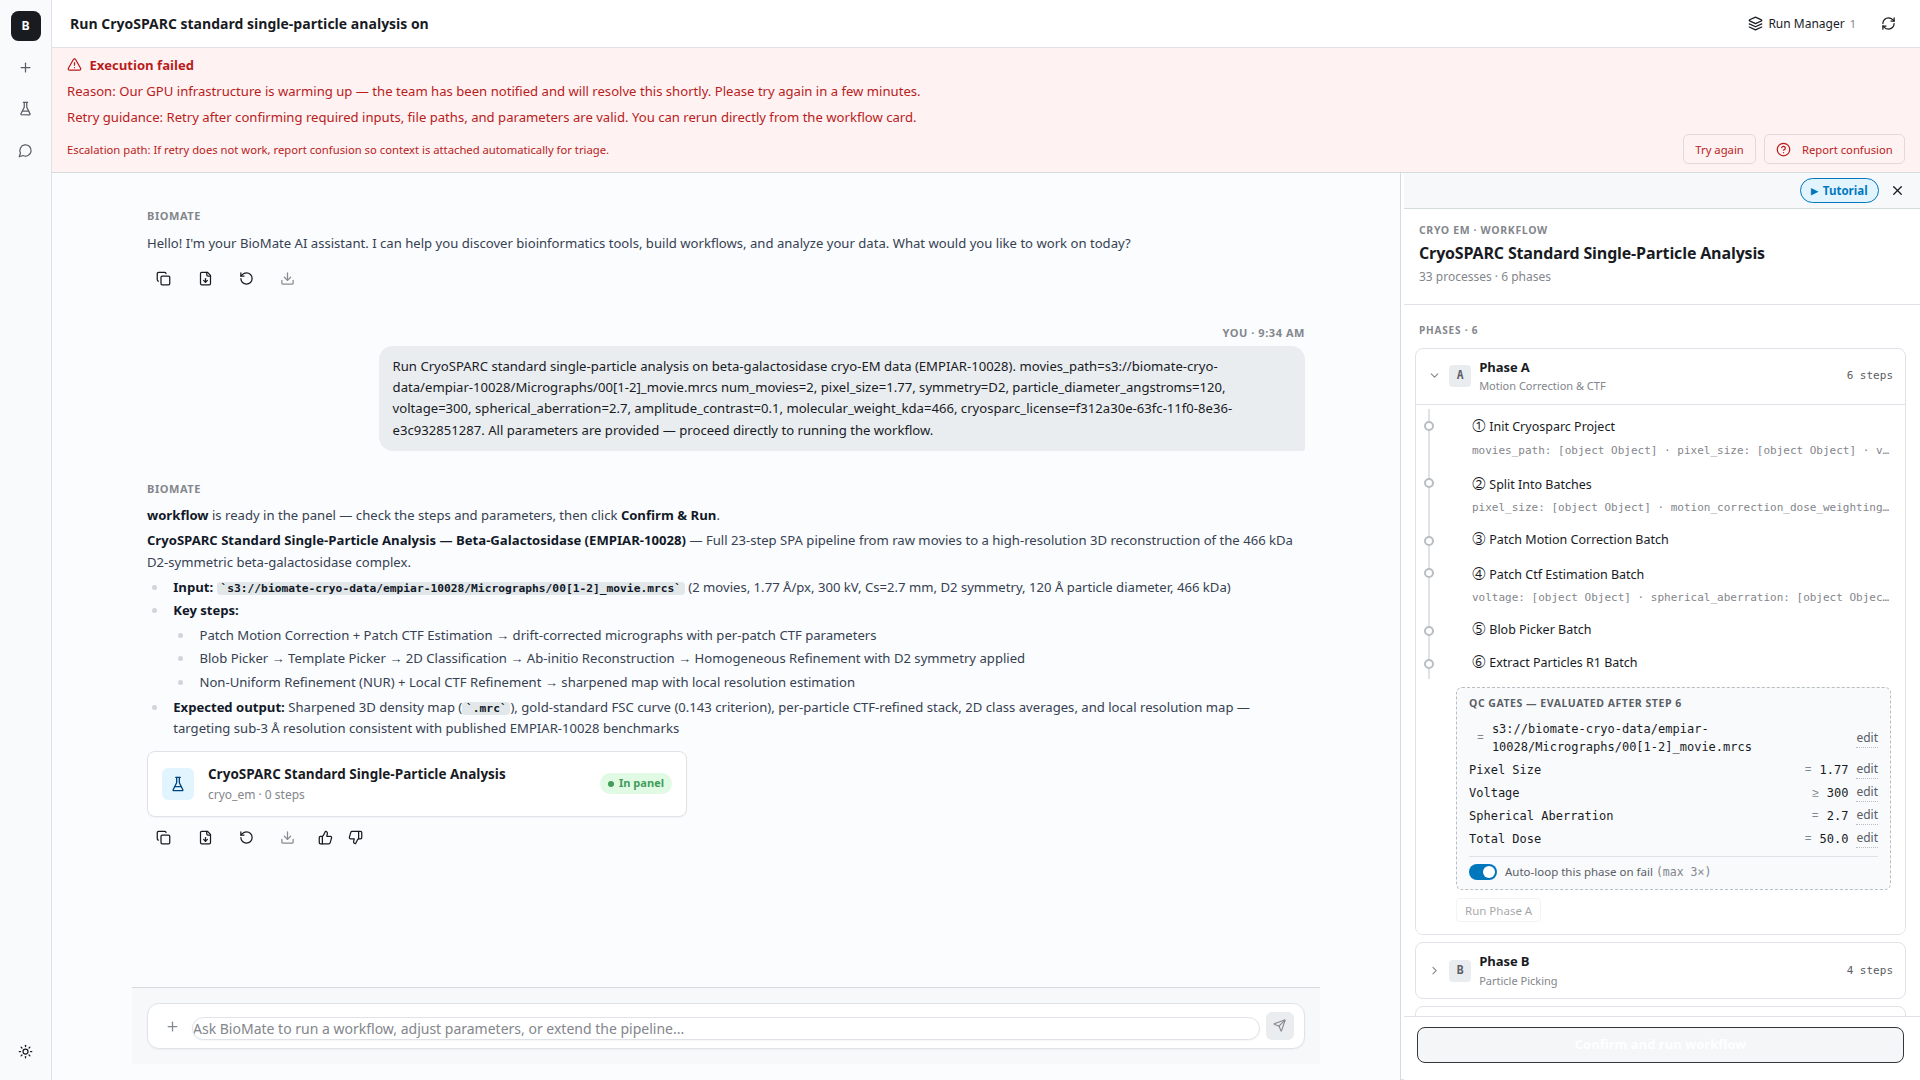 B
Run CryoSPARC standard single-particle analysis on
Run Manager 1
Execution failed
Reason: Our GPU infrastructure is warming up — the team has been notified and will resolve this shortly. Please try again in a few minutes.
Retry guidance: Retry after confirming required inputs, file paths, and parameters are valid. You can rerun directly from the workflow card.
Escalation path: If retry does not work, report confusion so context is attached automatically for triage.
Try again
Report confusion
BIOMATE
Hello! I'm your BioMate AI assistant. I can help you discover bioinformatics tools, build workflows, and analyze your data. What would you like to work on today?
YOU · 9:34 AM
Run CryoSPARC standard single-particle analysis on beta-galactosidase cryo-EM data (EMPIAR-10028). movies_path=s3://biomate-cryo-
data/empiar-10028/Micrographs/00[1-2]_movie.mrcs num_movies=2, pixel_size=1.77, symmetry=D2, particle_diameter_angstroms=120,
voltage=300, spherical_aberration=2.7, amplitude_contrast=0.1, molecular_weight_kda=466, cryosparc_license=f312a30e-63fc-11f0-8e36-
e3c932851287. All parameters are provided — proceed directly to running the workflow.
BIOMATE
workflow is ready in the panel — check the steps and parameters, then click Confirm & Run.
CryoSPARC Standard Single-Particle Analysis — Beta-Galactosidase (EMPIAR-10028) — Full 23-step SPA pipeline from raw movies to a high-resolution 3D reconstruction of the 466 kDa
D2-symmetric beta-galactosidase complex.
Input: `s3://biomate-cryo-data/empiar-10028/Micrographs/00[1-2]_movie.mrcs` (2 movies, 1.77 Å/px, 300 kV, Cs=2.7 mm, D2 symmetry, 120 Å particle diameter, 466 kDa)
Key steps:
Patch Motion Correction + Patch CTF Estimation → drift-corrected micrographs with per-patch CTF parameters
Blob Picker → Template Picker → 2D Classification → Ab-initio Reconstruction → Homogeneous Refinement with D2 symmetry applied
Non-Uniform Refinement (NUR) + Local CTF Refinement → sharpened map with local resolution estimation
Expected output: Sharpened 3D density map (`.mrc`), gold-standard FSC curve (0.143 criterion), per-particle CTF-refined stack, 2D class averages, and local resolution map —
targeting sub-3 Å resolution consistent with published EMPIAR-10028 benchmarks
CryoSPARC Standard Single-Particle Analysis
cryo_em · 0 steps
In panel
Ask BioMate to run a workflow, adjust parameters, or extend the pipeline...
▶ Tutorial
CRYO EM · WORKFLOW
CryoSPARC Standard Single-Particle Analysis
33 processes · 6 phases
PHASES · 6
A
Phase A
Motion Correction & CTF
6 steps
① Init Cryosparc Project
movies_path: [object Object] · pixel_size: [object Object] · v…
② Split Into Batches
pixel_size: [object Object] · motion_correction_dose_weighting…
③ Patch Motion Correction Batch
④ Patch Ctf Estimation Batch
voltage: [object Object] · spherical_aberration: [object Objec…
⑤ Blob Picker Batch
⑥ Extract Particles R1 Batch
QC GATES — EVALUATED AFTER STEP 6
= s3://biomate-cryo-data/empiar-
10028/Micrographs/00[1-2]_movie.mrcs edit
Pixel Size = 1.77 edit
Voltage ≥ 300 edit
Spherical Aberration = 2.7 edit
Total Dose = 50.0 edit
Auto-loop this phase on fail (max 3×)
Run Phase A
B
Phase B
Particle Picking
4 steps
Confirm and run workflow